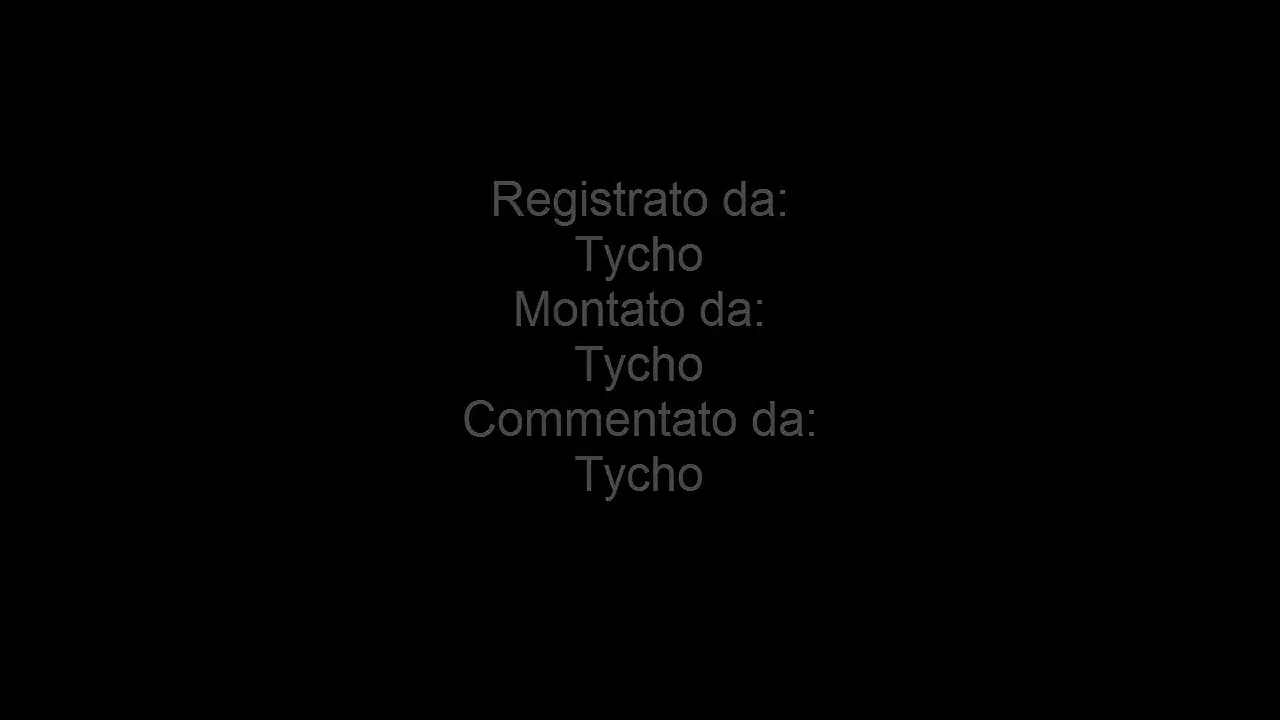 Registrato da:
Tycho
Montato da:
Tycho
Commentato da:
Tycho